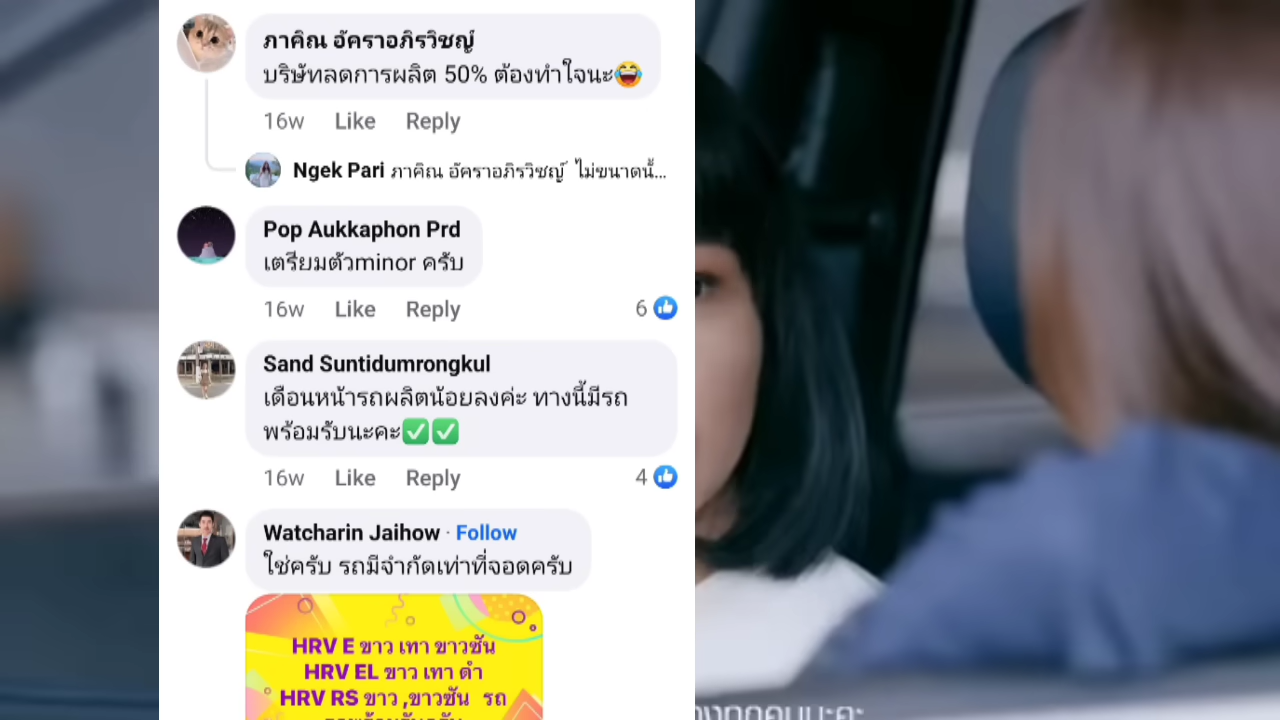 ภาคิณ อัคราอภิรวิชญ์
บริษัทลดการผลิต 50% ต้องทำใจนะ😂
16w Like Reply
Ngek Pari ภาคิณ อัคราอภิรวิชญ์ ไม่ขนาดนั้...
Pop Aukkaphon Prd
เตรียมตัวminor ครับ
16w Like Reply 6
Sand Suntidumrongkul
เดือนหน้ารถผลิตน้อยลงค่ะ ทางนี้มีรถ
พร้อมรับนะคะ✅✅
16w Like Reply 4
Watcharin Jaihow · Follow
ใช่ครับ รถมีจำกัดเท่าที่จอดครับ
HRV E ขาว เทา ขาวซัน
HRV EL ขาว เทา ดำ
HRV RS ขาว ,ขาวซัน รถ